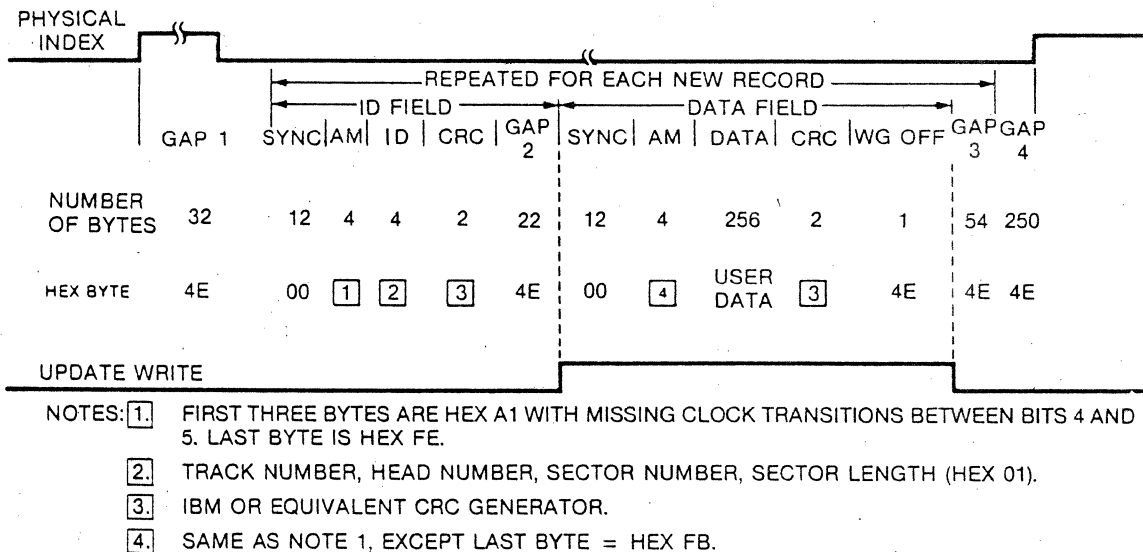 PHYSICAL
INDEX
REPEATED FOR EACH NEW RECORD
ID FIELD DATA FIELD
GAP 1 SYNC AM ID CRC GAP 2 SYNC AM DATA CRC WG OFF GAP 3 GAP 4
NUMBER
OF BYTES 32 12 4 4 2 22 12 4 256 2 1 54 250
HEX BYTE 4E 00 1 2 3 4E 00 4 USER DATA 3 4E 4E 4E
UPDATE WRITE
NOTES: 1. FIRST THREE BYTES ARE HEX A1 WITH MISSING CLOCK TRANSITIONS BETWEEN BITS 4 AND
5. LAST BYTE IS HEX FE.
2. TRACK NUMBER, HEAD NUMBER, SECTOR NUMBER, SECTOR LENGTH (HEX 01).
3. IBM OR EQUIVALENT CRC GENERATOR.
4. SAME AS NOTE 1, EXCEPT LAST BYTE = HEX FB.